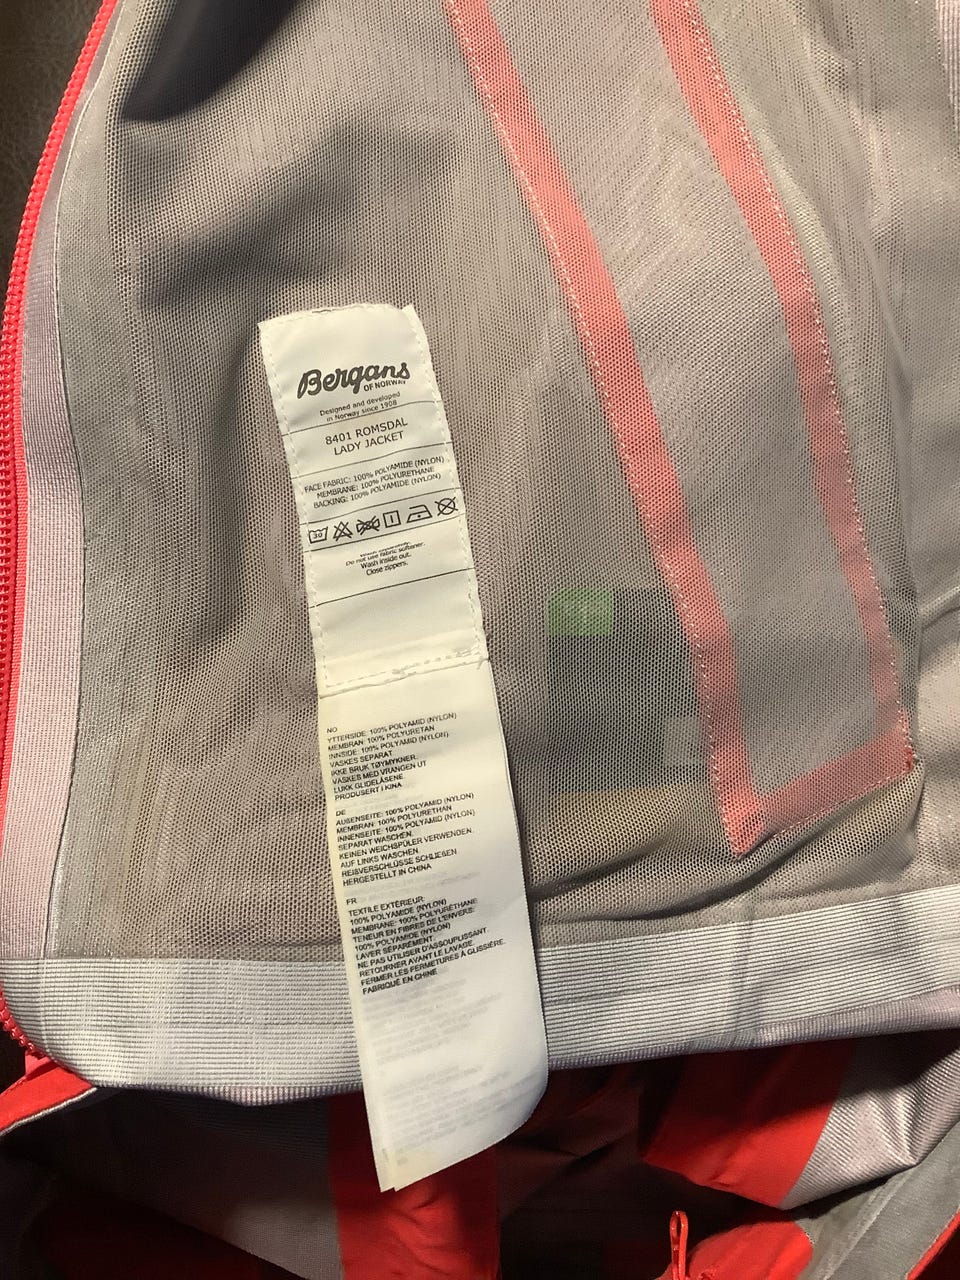 Bergans
OF NORWAY
Designed and developed
in Norway since 1908
8401 ROMSDAL
LADY JACKET
FACE FABRIC: 100% POLYAMIDE (NYLON)
MEMBRANE: 100% POLYURETHANE
BACKING: 100% POLYAMIDE (NYLON)
30
Do not use fabric softener.
Wash inside out.
Close zippers.
NO
YTTERSIDE: 100% POLYAMID (NYLON)
MEMBRAN: 100% POLYURETAN
INNSIDE: 100% POLYAMID (NYLON)
VASKES SEPARAT.
IKKE BRUK TØYMYKNER.
VASKES MED VRANGEN UT
LUKK GLIDELÅSENE.
PRODUSERT I KINA
DE
AUßENSEITE: 100% POLYAMID (NYLON)
MEMBRAN: 100% POLYURETHAN
INNENSEITE: 100% POLYAMID (NYLON)
SEPARAT WASCHEN.
KEINEN WEICHSPÜLER VERWENDEN.
AUF LINKS WASCHEN.
REIßVERSCHLÜSSE SCHLIEßEN
HERGESTELLT IN CHINA
FR
TEXTILE EXTÉRIEUR:
100% POLYAMIDE (NYLON)
MEMBRANE: 100% POLYURÉTHANE
TENEUR EN FIBRES DE L'ENVERS:
100% POLYAMIDE (NYLON)
LAVER SÉPARÉMENT.
NE PAS UTILISER D'ASSOUPLISSANT.
RETOURNER AVANT LE LAVAGE.
FERMER LES FERMETURES À GLISSIÈRE.
FABRIQUÉ EN CHINE